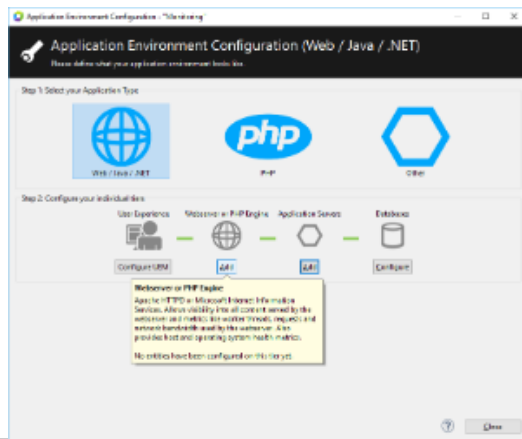 Application Environment Configuration - "Monitoring"
Application Environment Configuration (Web / Java / .NET)
Please define what your application environment looks like.
Step 1: Select your Application Type
php
Web / Java / .NET
PHP
Other
Step 2: Configure your individual tiers
User Experience
Webserver or PHP Engine
Application Servers
Databases
Configure UEM
Add
Add
Configure
Webserver or PHP Engine
Apache HTTPD or Microsoft Internet Information
Services. Allows visibility into all content served by the
webserver and metrics like worker threads, requests and
network bandwidth used by the webserver. Also
provides host and operating system health metrics.
No entities have been configured on this tier yet.
Close